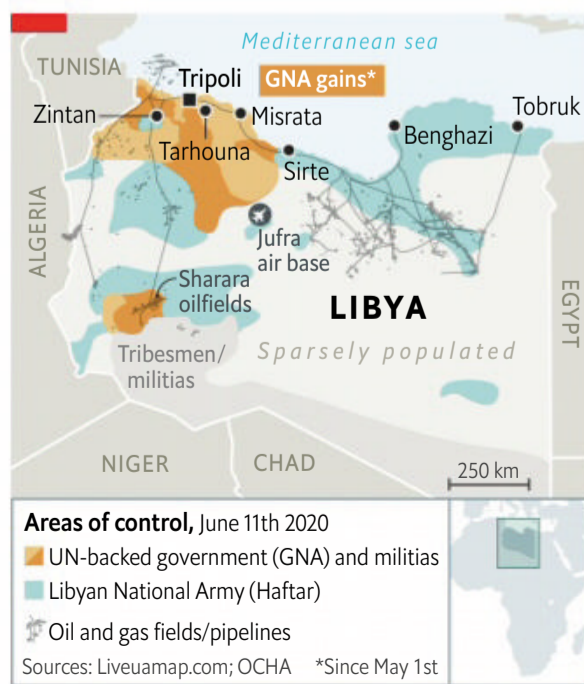 Mediterranean sea
TUNISIA
Tripoli
GNA gains*
Zintan
Misrata
Tobruk
Tarhouna
Benghazi
Sirte
ALGERIA
Jufra
air base
Sharara
oilfields
LIBYA
EGYPT
Tribesmen/
militias
Sparsely populated
NIGER
CHAD
250 km
Areas of control, June 11th 2020
UN-backed government (GNA) and militias
Libyan National Army (Haftar)
Oil and gas fields/pipelines
Sources: Liveuamap.com; OCHA *Since May 1st